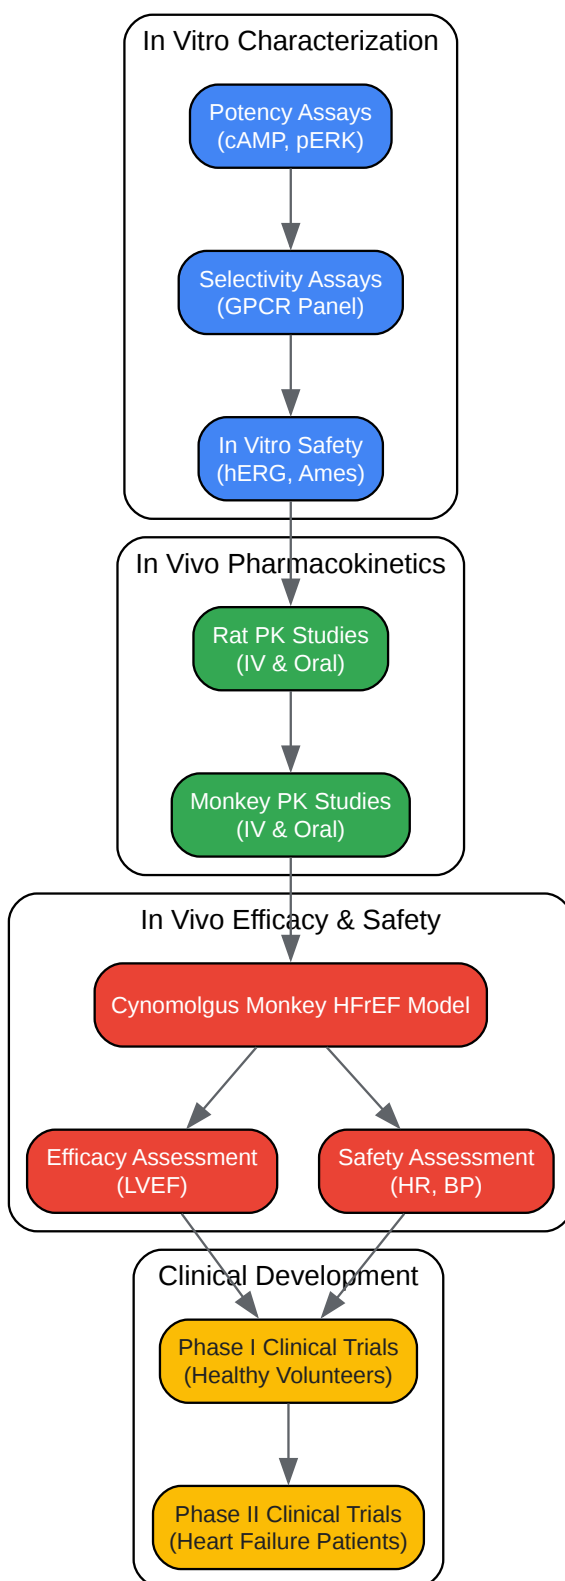 In Vitro Characterization
Potency Assays
(cAMP, pERK)
Selectivity Assays
(GPCR Panel)
In Vitro Safety
(hERG, Ames)
In Vivo Pharmacokinetics
Rat PK Studies
(IV & Oral)
Monkey PK Studies
(IV & Oral)
In Vivo Efficacy & Safety
Cynomolgus Monkey HFrEF Model
Efficacy Assessment
(LVEF)
Safety Assessment
(HR, BP)
Clinical Development
Phase I Clinical Trials
(Healthy Volunteers)
Phase II Clinical Trials
(Heart Failure Patients)